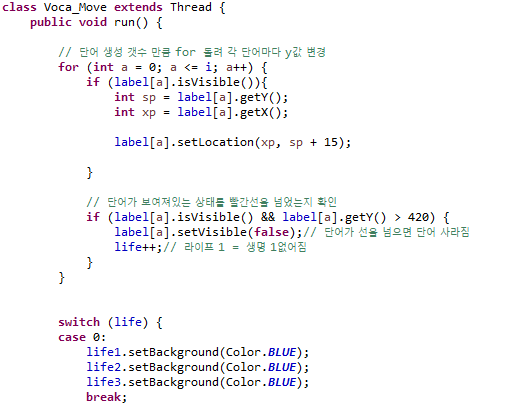 class Voca_Move extends Thread {
    public void run() {

        // 단어 생성 갯수 만큼 for 돌려 각 단어마다 y값 변경
        for (int a = 0; a <= i; a++) {
            if (label[a].isVisible()){
                int sp = label[a].getY();
                int xp = label[a].getX();

                label[a].setLocation(xp, sp + 15);

            }

            // 단어가 보여져있는 상태를 빨간선을 넘었는지 확인
            if (label[a].isVisible() && label[a].getY() > 420) {
                label[a].setVisible(false);// 단어가 선을 넘으면 단어 사라짐
                life++;// 라이프 1 = 생명 1없어짐
            }
        }


        switch (life) {
        case 0:
            life1.setBackground(Color.BLUE);
            life2.setBackground(Color.BLUE);
            life3.setBackground(Color.BLUE);
            break;